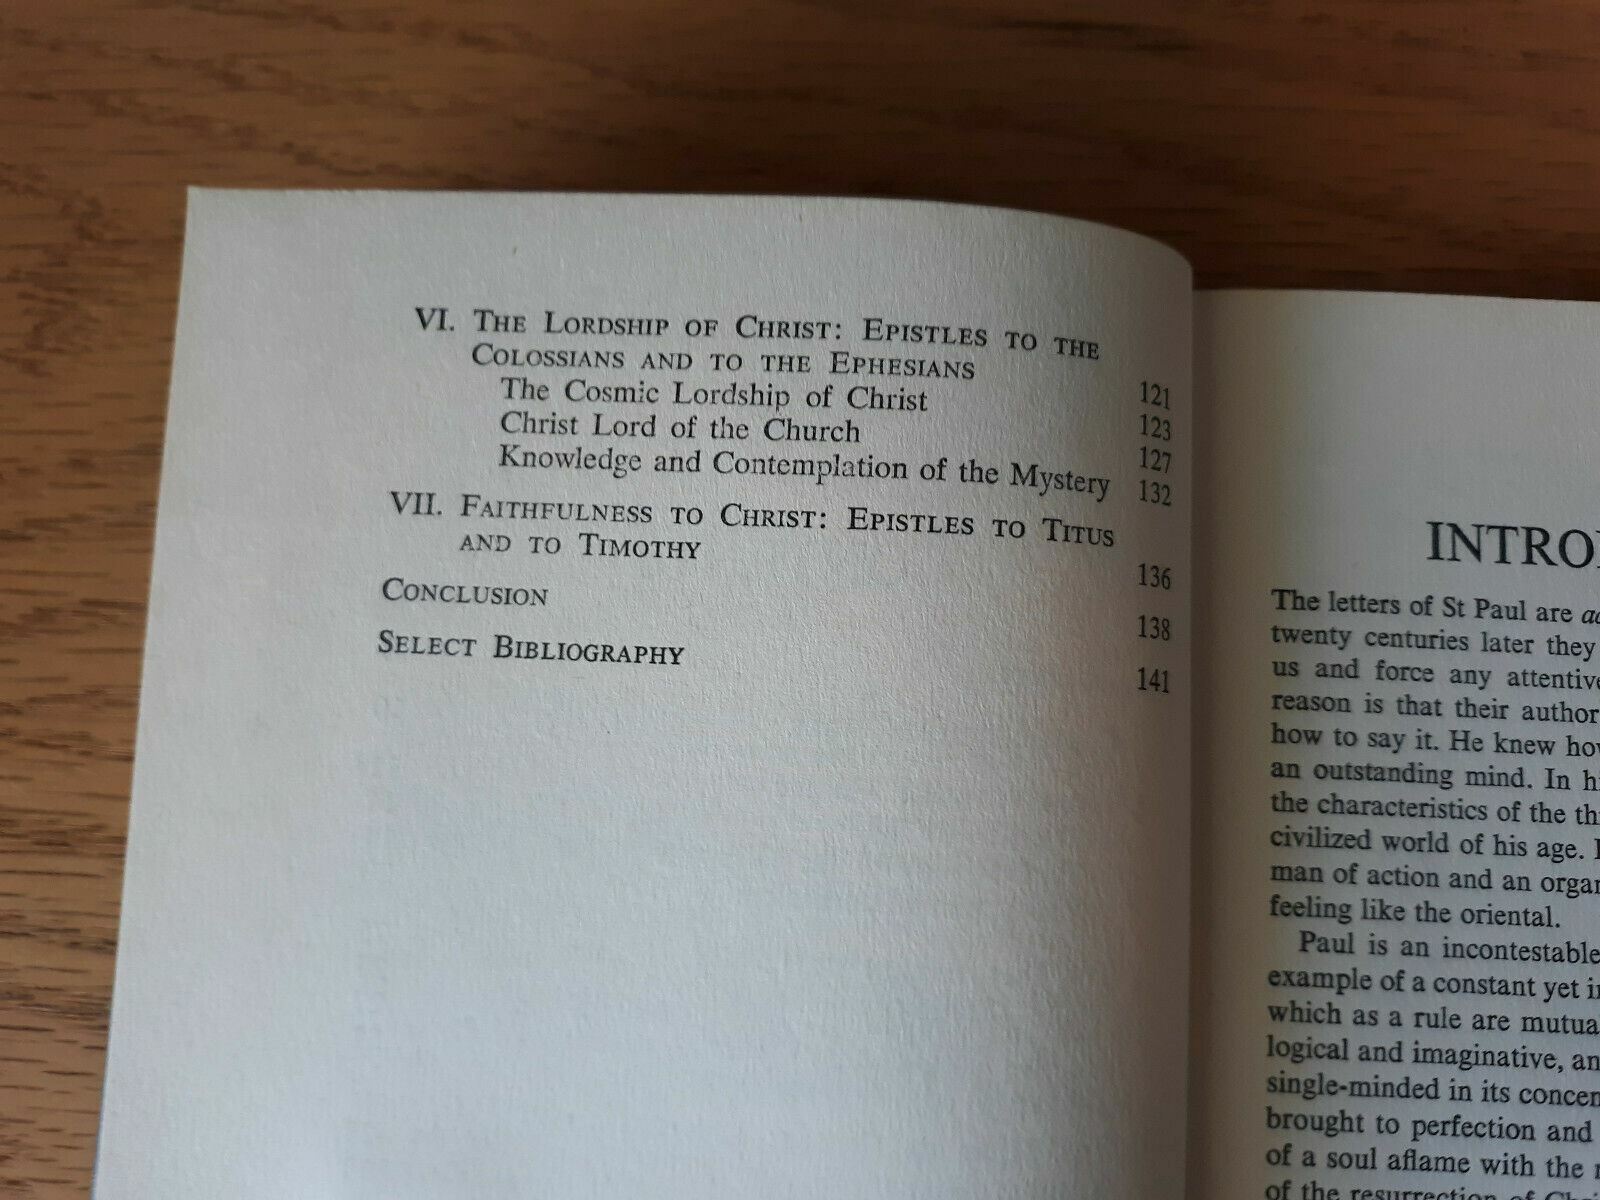 VI. THE LORDSHIP OF CHRIST: EPISTLES TO THE
COLOSSIANS AND TO THE EPHESIANS 121
The Cosmic Lordship of Christ 123
Christ Lord of the Church 127
Knowledge and Contemplation of the Mystery 132
VII. FAITHFULNESS TO CHRIST: EPISTLES TO TITUS
AND TO TIMOTHY 136
CONCLUSION 138
SELECT BIBLIOGRAPHY 141
The letters of St Paul are
twenty centuries later they
us and force any
reason is that their author
how to say it. He knew
an outstanding mind. In
the characteristics of the
civilized world of his age.
man of action and an
feeling like the oriental.
Paul is an incontestable
example of a constant yet
which as a rule are
logical and imaginative,
single-minded in its
brought to perfection and
of a soul aflame with the
of the resurrection of